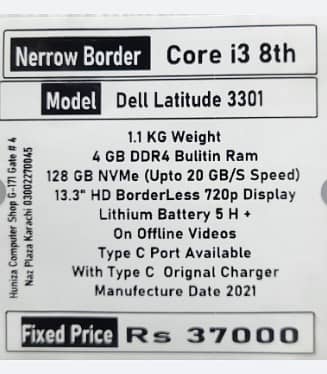 Nerrow Border Core i3 8th
Model Dell Latitude 3301
1.1 KG Weight
4 GB DDR4 Bulitin Ram
128 GB NVMe (Upto 20 GB/S Speed)
13.3" HD BorderLess 720p Display
Lithium Battery 5 H +
On Offline Videos
Type C Port Available
With Type C Orignal Charger
Manufecture Date 2021
Huniza Computer Shop G-171 Gate # 4
Naz Plaza Karachi 03002270045
Fixed Price Rs 37000